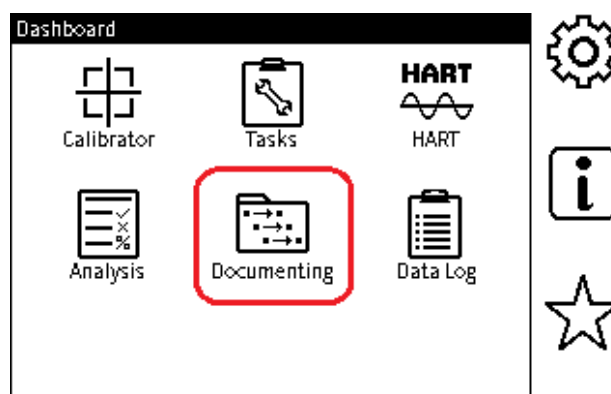 Dashboard
HART
Calibrator Tasks HART
Analysis Documenting Data Log